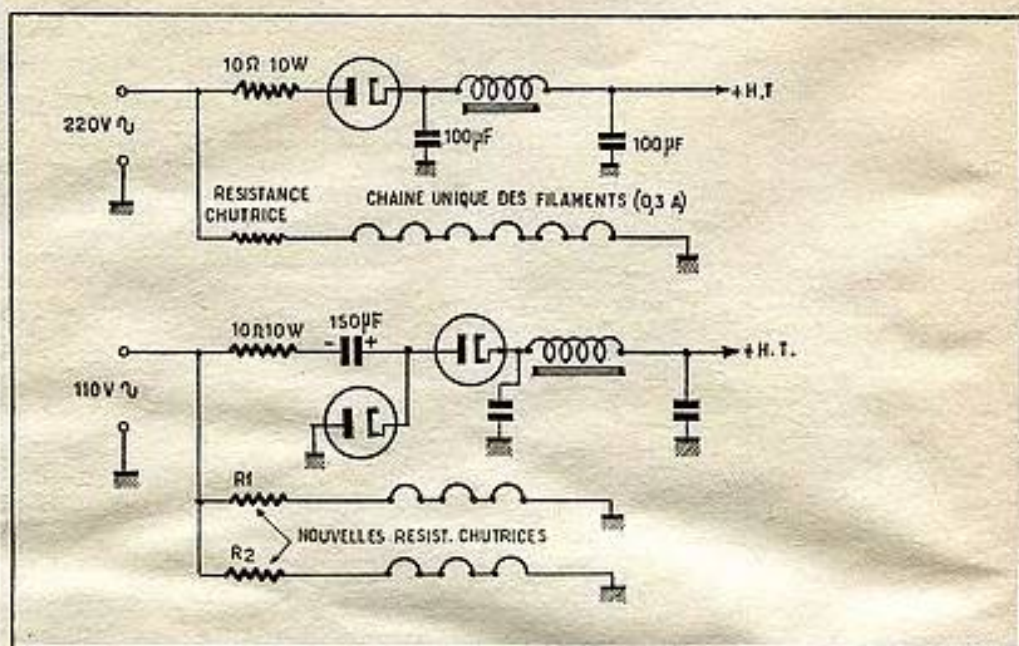 10Ω 10W
+H.T
220V ∿
100µF
100µF
RESISTANCE
CHUTRICE
CHAINE UNIQUE DES FILAMENTS (0,3 A)
10Ω10W
150µF
- +
+H.T.
110V ∿
R1
NOUVELLES RESIST. CHUTRICES
R2